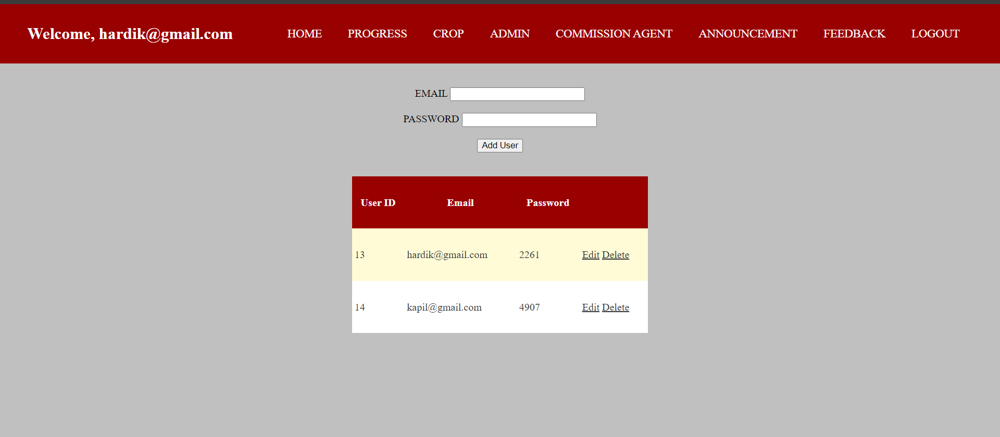 Welcome, hardik@gmail.com HOME PROGRESS CROP ADMIN COMMISSION AGENT ANNOUNCEMENT FEEDBACK LOGOUT
EMAIL
PASSWORD
Add User
User ID Email Password
13 hardik@gmail.com 2261 Edit Delete
14 kapil@gmail.com 4907 Edit Delete